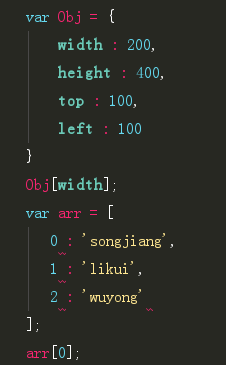 var Obj = {
width : 200,
height : 400,
top : 100,
left : 100
}
Obj[width];
var arr = [
0 : 'songjiang',
1 : 'likui',
2 : 'wuyong'
];
arr[0];